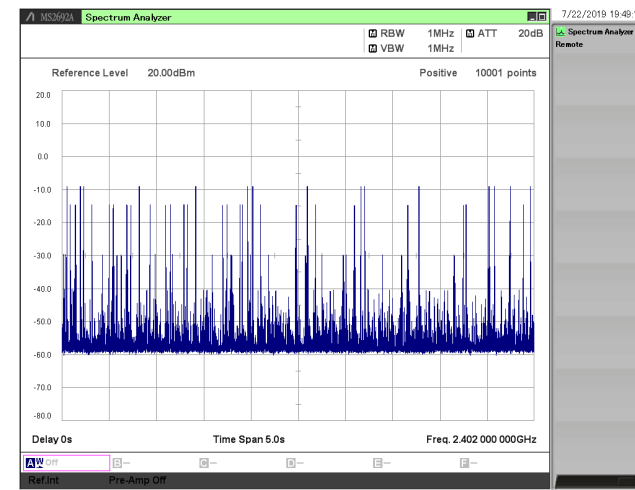 MS2692A Spectrum Analyzer
7/22/2019 19:49:
M RBW 1MHz M ATT 20dB
M VBW 1MHz
Spectrum Analyzer
Remote
Reference Level 20.00dBm Positive 10001 points
20.0
10.0
0.0
-10.0
-20.0
-30.0
-40.0
-50.0
-60.0
-70.0
-80.0
Delay 0s Time Span 5.0s Freq. 2.402 000 000GHz
A W Off B-- C-- D-- E-- F--
Ref.Int Pre-Amp Off